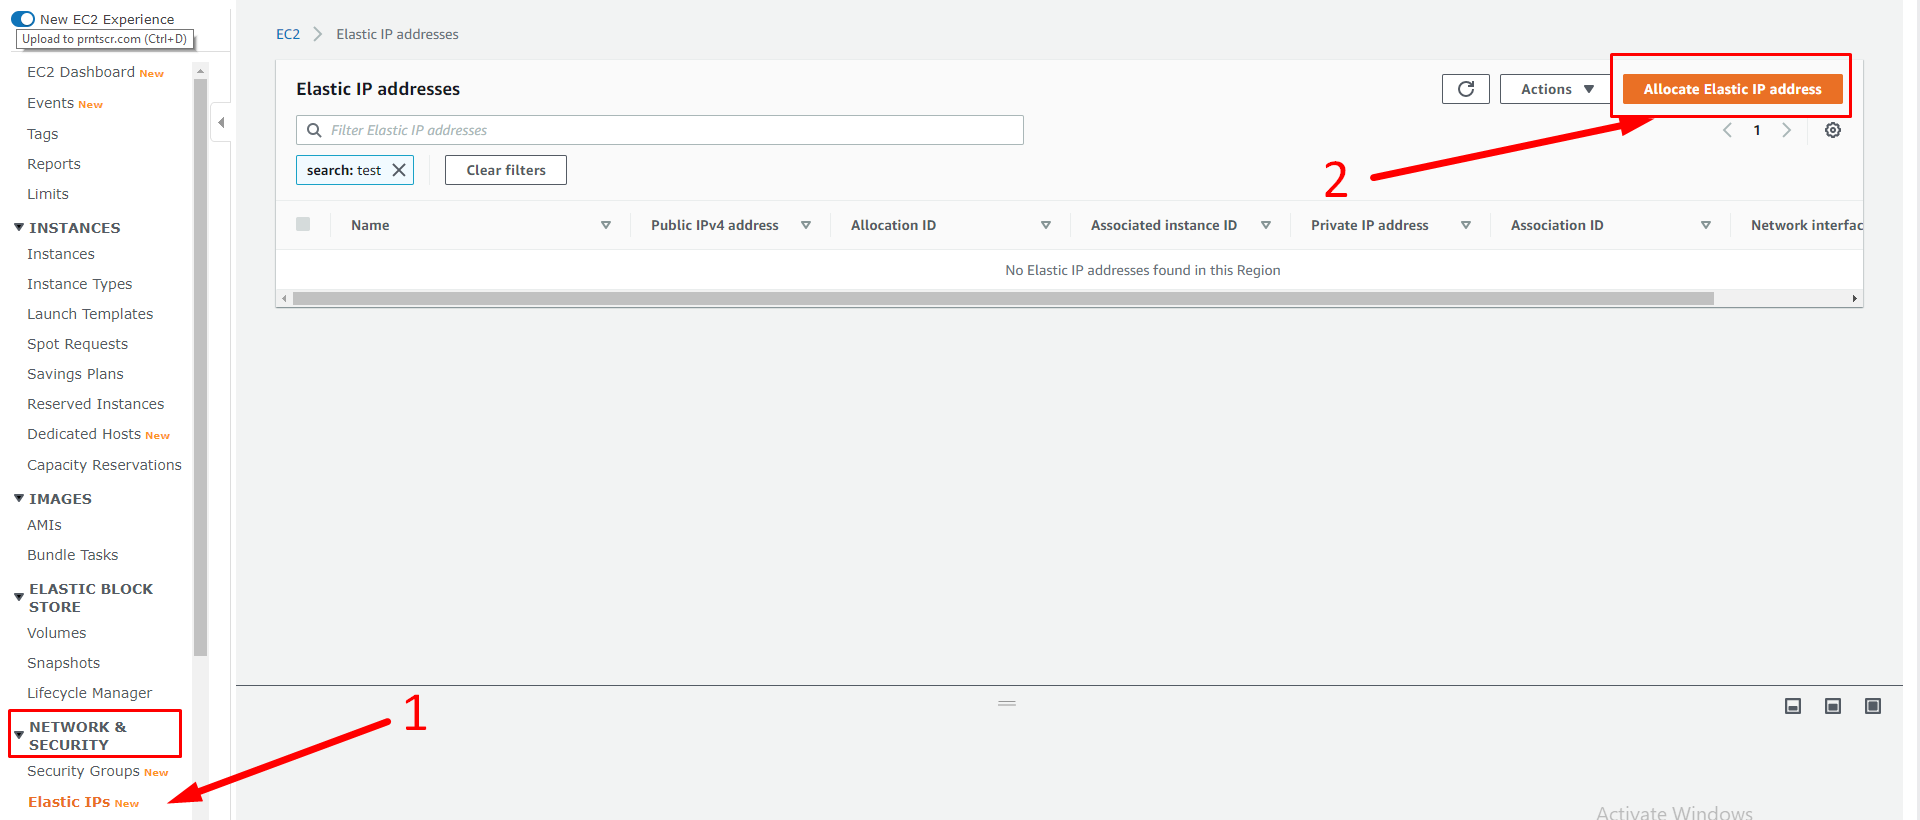 New EC2 Experience
Upload to prntscr.com (Ctrl+D)
EC2 Dashboard New
Events New
Tags
Reports
Limits
INSTANCES
Instances
Instance Types
Launch Templates
Spot Requests
Savings Plans
Reserved Instances
Dedicated Hosts New
Capacity Reservations
IMAGES
AMIs
Bundle Tasks
ELASTIC BLOCK
STORE
Volumes
Snapshots
Lifecycle Manager
NETWORK &
SECURITY
Security Groups New
Elastic IPs New
1
EC2 Elastic IP addresses
Elastic IP addresses
Actions
Allocate Elastic IP address
Filter Elastic IP addresses
1
search: test
Clear filters
2
Name Public IPv4 address Allocation ID Associated instance ID Private IP address Association ID Network interfac
No Elastic IP addresses found in this Region
Activate Windows